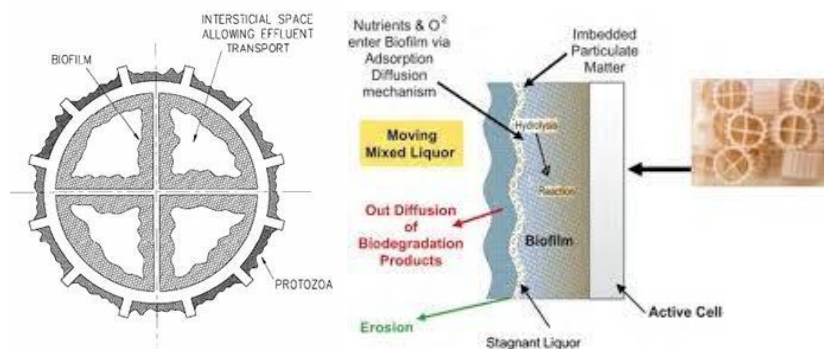 INTERSTICIAL SPACE
ALLOWING EFFLUENT
TRANSPORT
BIOFILM
PROTOZOA
Nutrients & O²
enter Biofilm via
Adsorption
Diffusion
mechanism
Imbedded
Particulate
Matter
Hydrolysis
Moving
Mixed Liquor
Reaction
Out Diffusion
of
Biodegradation
Products
Biofilm
Active Cell
Erosion
Stagnant Liquor